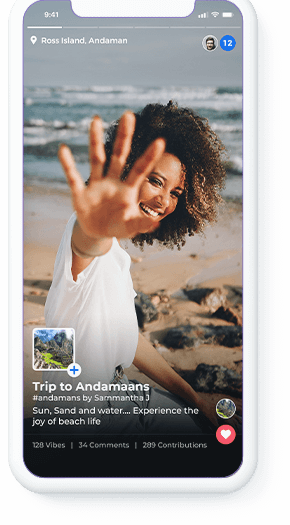 9:41
Ross Island, Andaman
12
Trip to Andamaans
#andamans by Sammantha J
Sun, Sand and water.... Experience the
joy of beach life
128 Vibes | 34 Comments | 289 Contributions